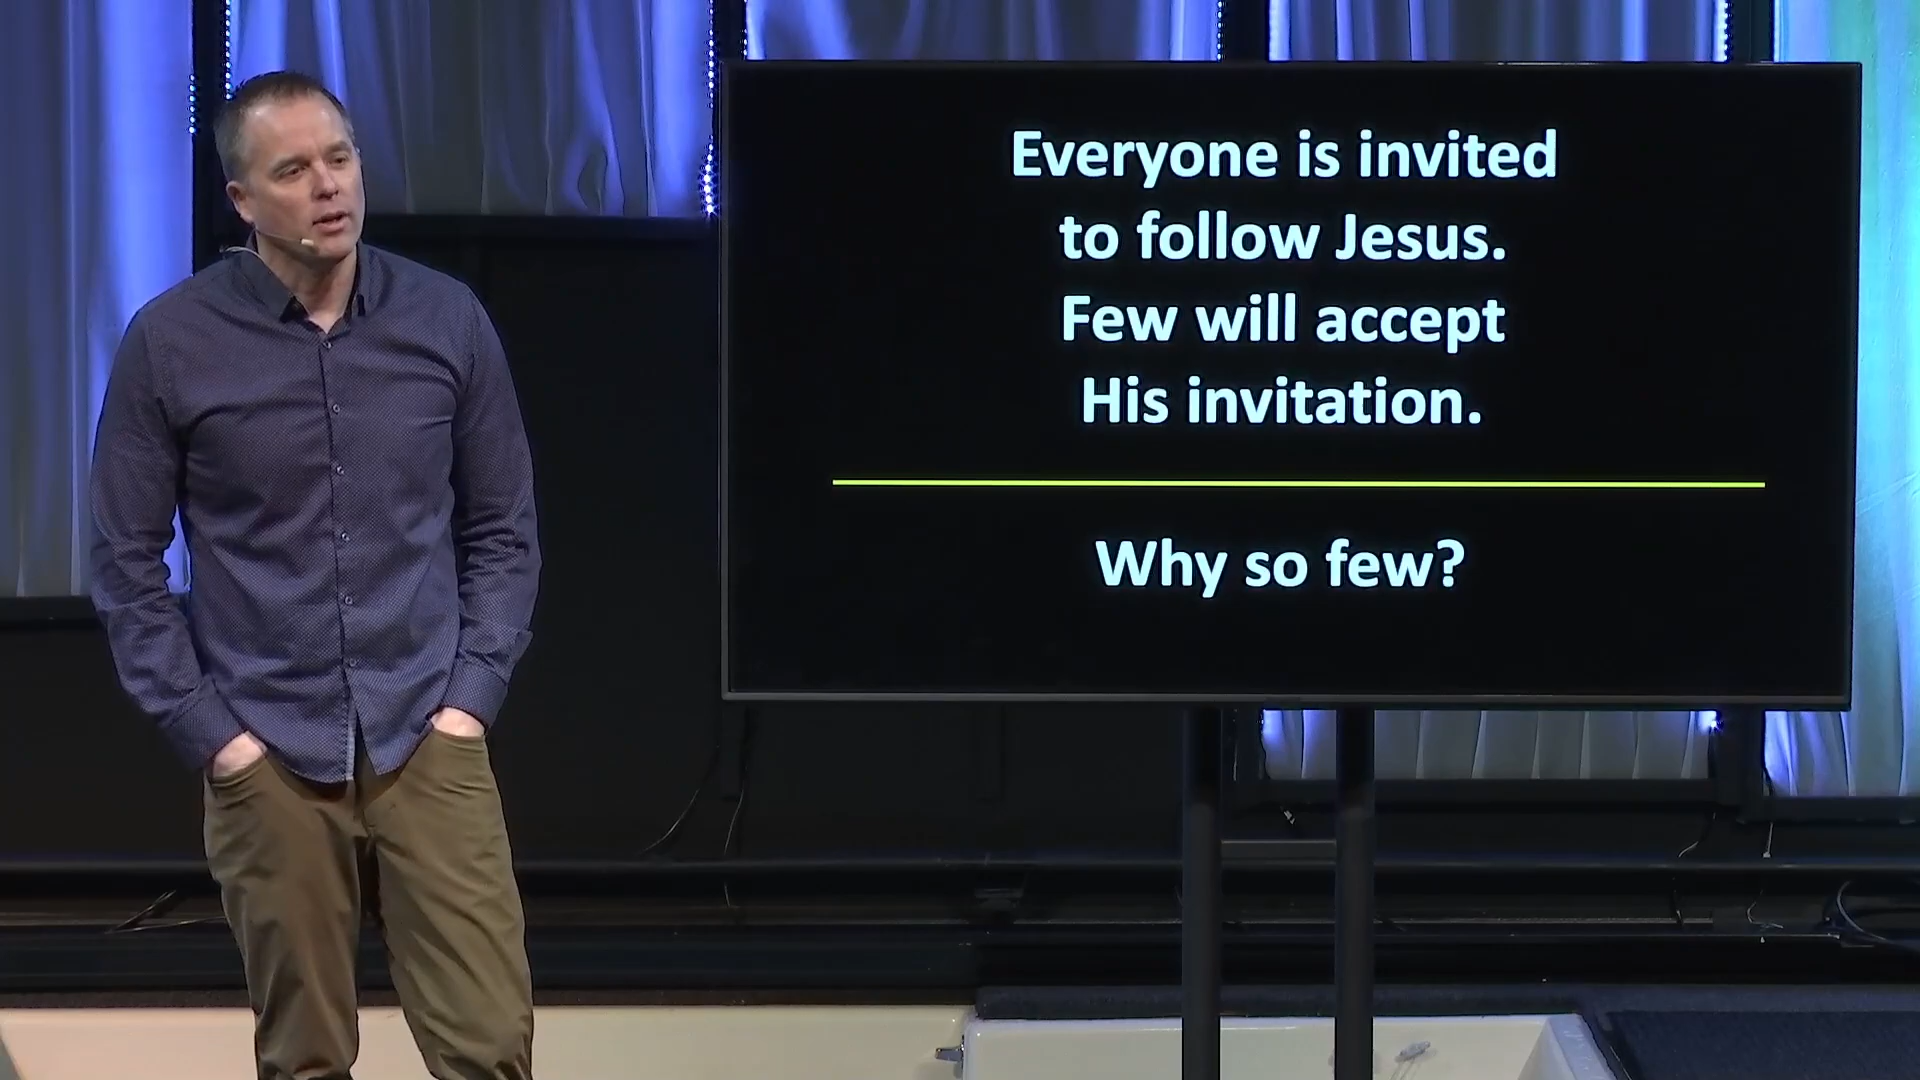 Everyone is invited
to follow Jesus.
Few will accept
His invitation.
Why so few?